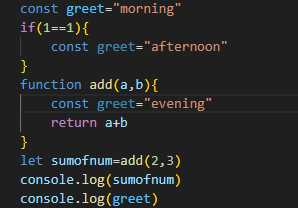 const greet="morning"
if(1==1){
    const greet="afternoon"
}
function add(a,b){
    const greet="evening"
    return a+b
}
let sumofnum=add(2,3)
console.log(sumofnum)
console.log(greet)